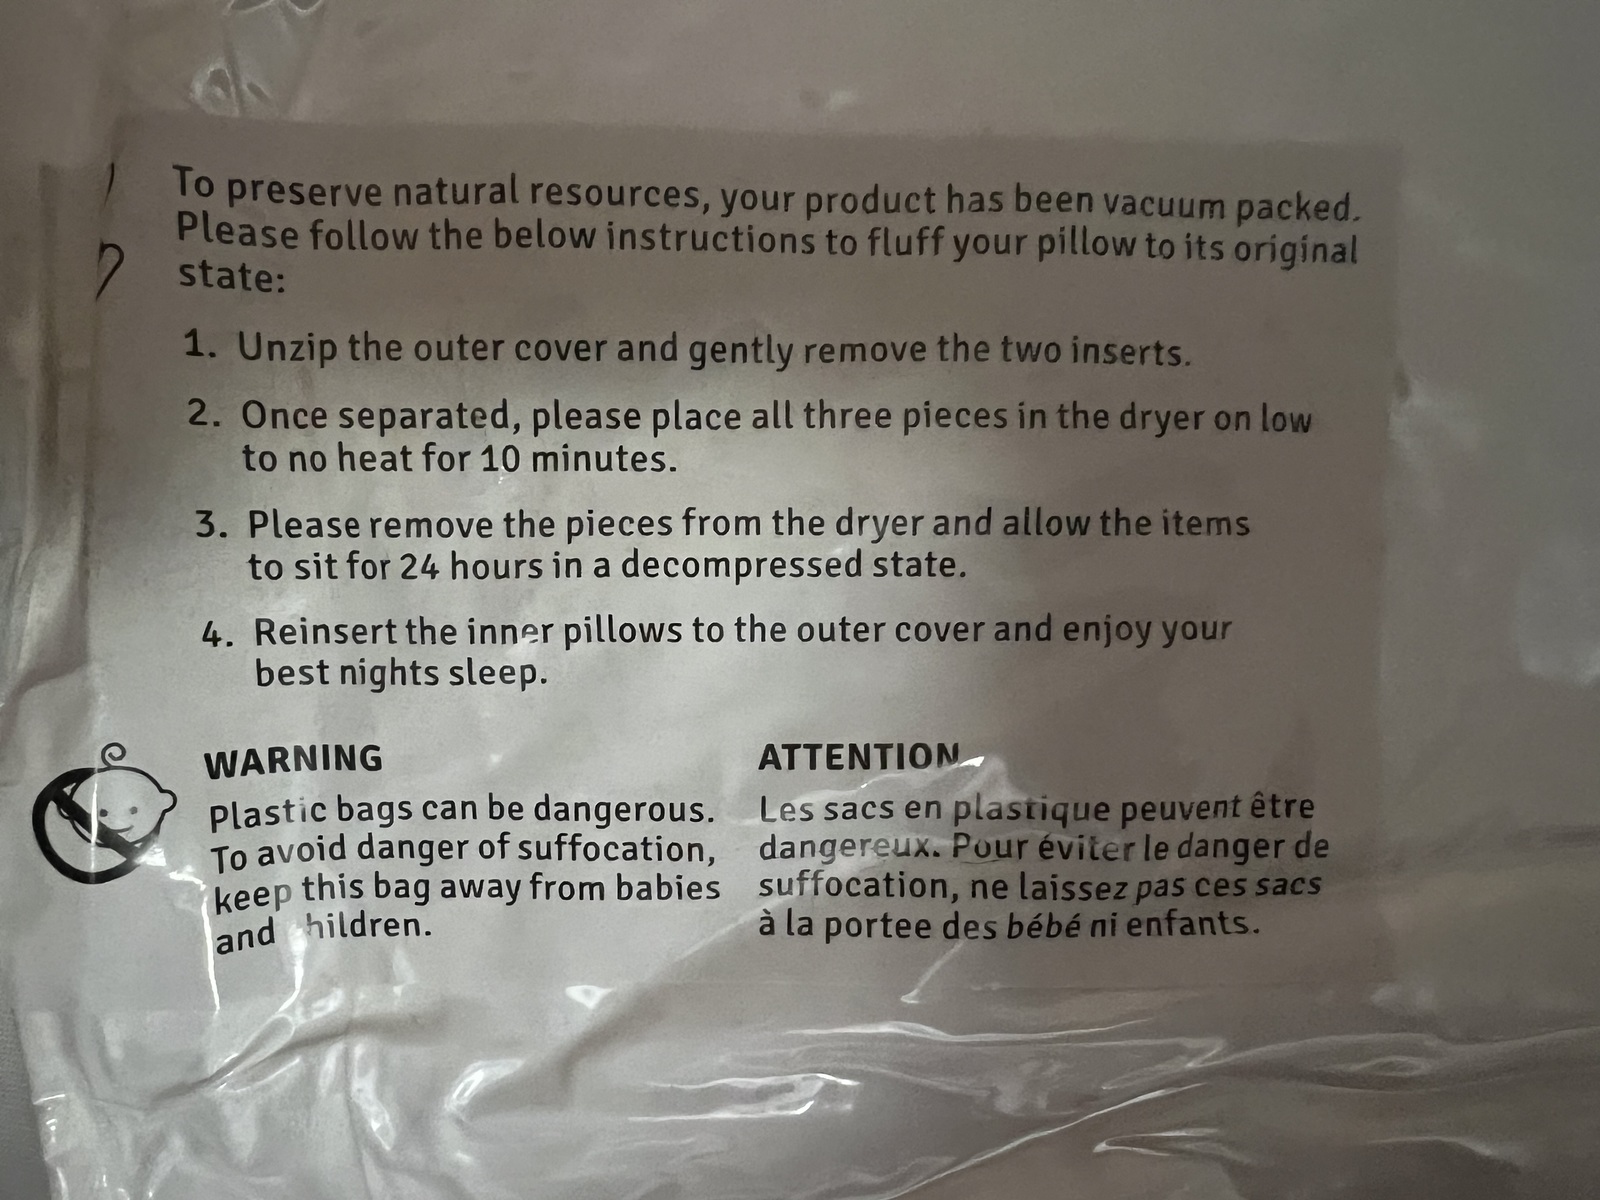 To preserve natural resources, your product has been vacuum packed.
Please follow the below instructions to fluff your pillow to its original
state:
1. Unzip the outer cover and gently remove the two inserts.
2. Once separated, please place all three pieces in the dryer on low
to no heat for 10 minutes.
3. Please remove the pieces from the dryer and allow the items
to sit for 24 hours in a decompressed state.
4. Reinsert the inner pillows to the outer cover and enjoy your
best nights sleep.
WARNING
Plastic bags can be dangerous.
To avoid danger of suffocation,
keep this bag away from babies
and children.
ATTENTION
Les sacs en plastique peuvent être
dangereux. Pour éviter le danger de
suffocation, ne laissez pas ces sacs
à la portee des bébé ni enfants.